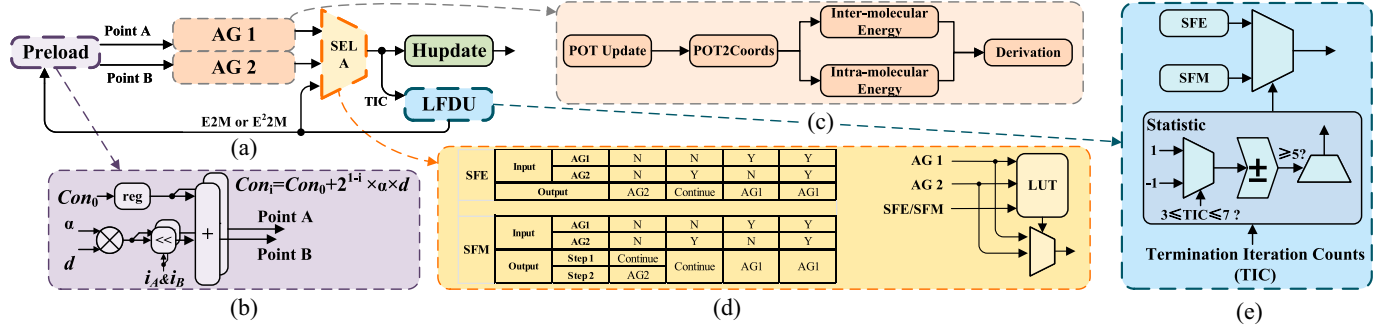 Preload
Point A
Point B
AG 1
AG 2
SEL
A
TIC
Hupdate
LFDU
E2M or E²2M
(a)
POT Update
POT2Coords
Inter-molecular
Energy
Intra-molecular
Energy
Derivation
(c)
SFE
SFM
Statistic
1
-1
±
≥5?
3≤TIC≤7 ?
Termination Iteration Counts
(TIC)
(e)
Con₀
reg
Conᵢ=Con₀+2¹⁻ⁱ ×α×d
α
d
<<
+
i_A&i_B
Point A
Point B
(b)
SFE Input AG1 N N Y Y
AG2 N Y N Y
Output AG2 Continue AG1 AG1
SFM Input AG1 N N Y Y
AG2 N Y N Y
Output Step 1 Continue Continue AG1 AG1
Step 2 AG2
AG 1
AG 2
SFE/SFM
LUT
(d)